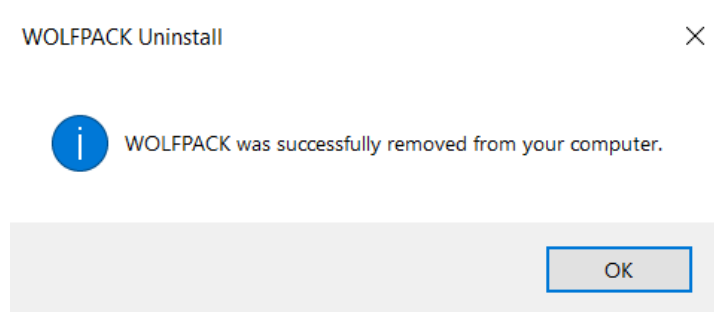 WOLFPACK Uninstall
WOLFPACK was successfully removed from your computer.
OK